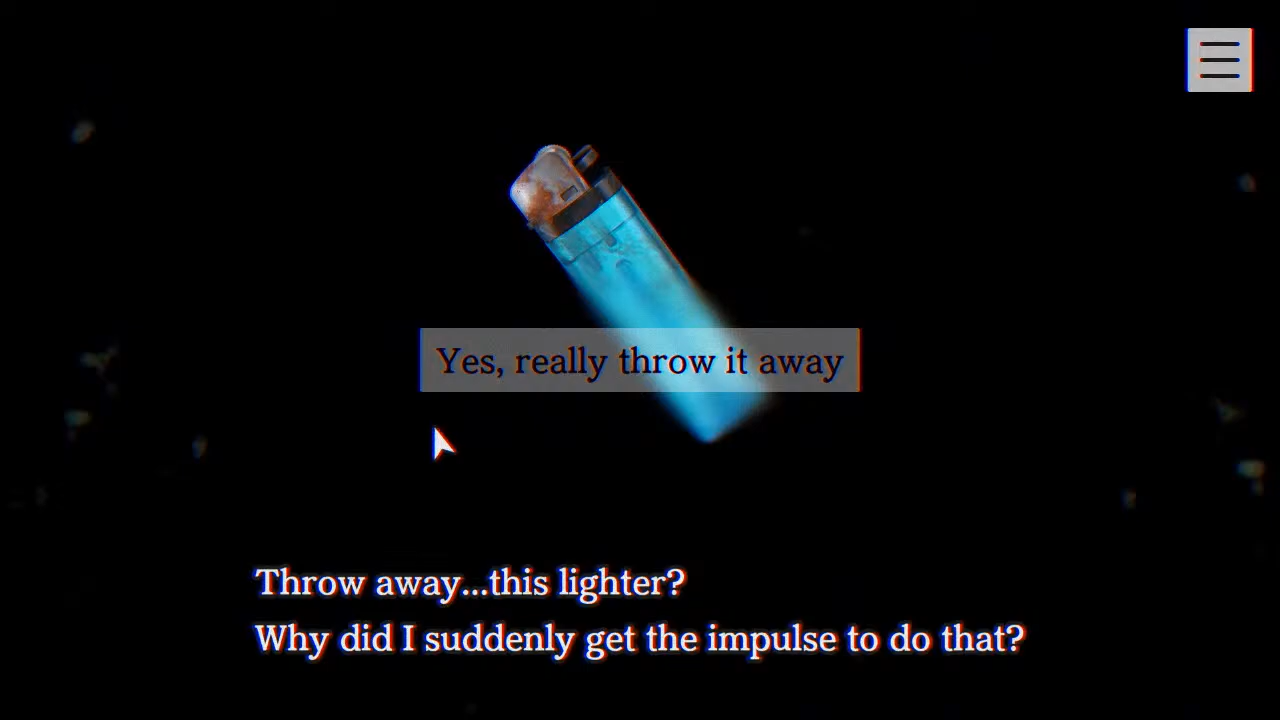 Yes, really throw it away
Throw away...this lighter?
Why did I suddenly get the impulse to do that?